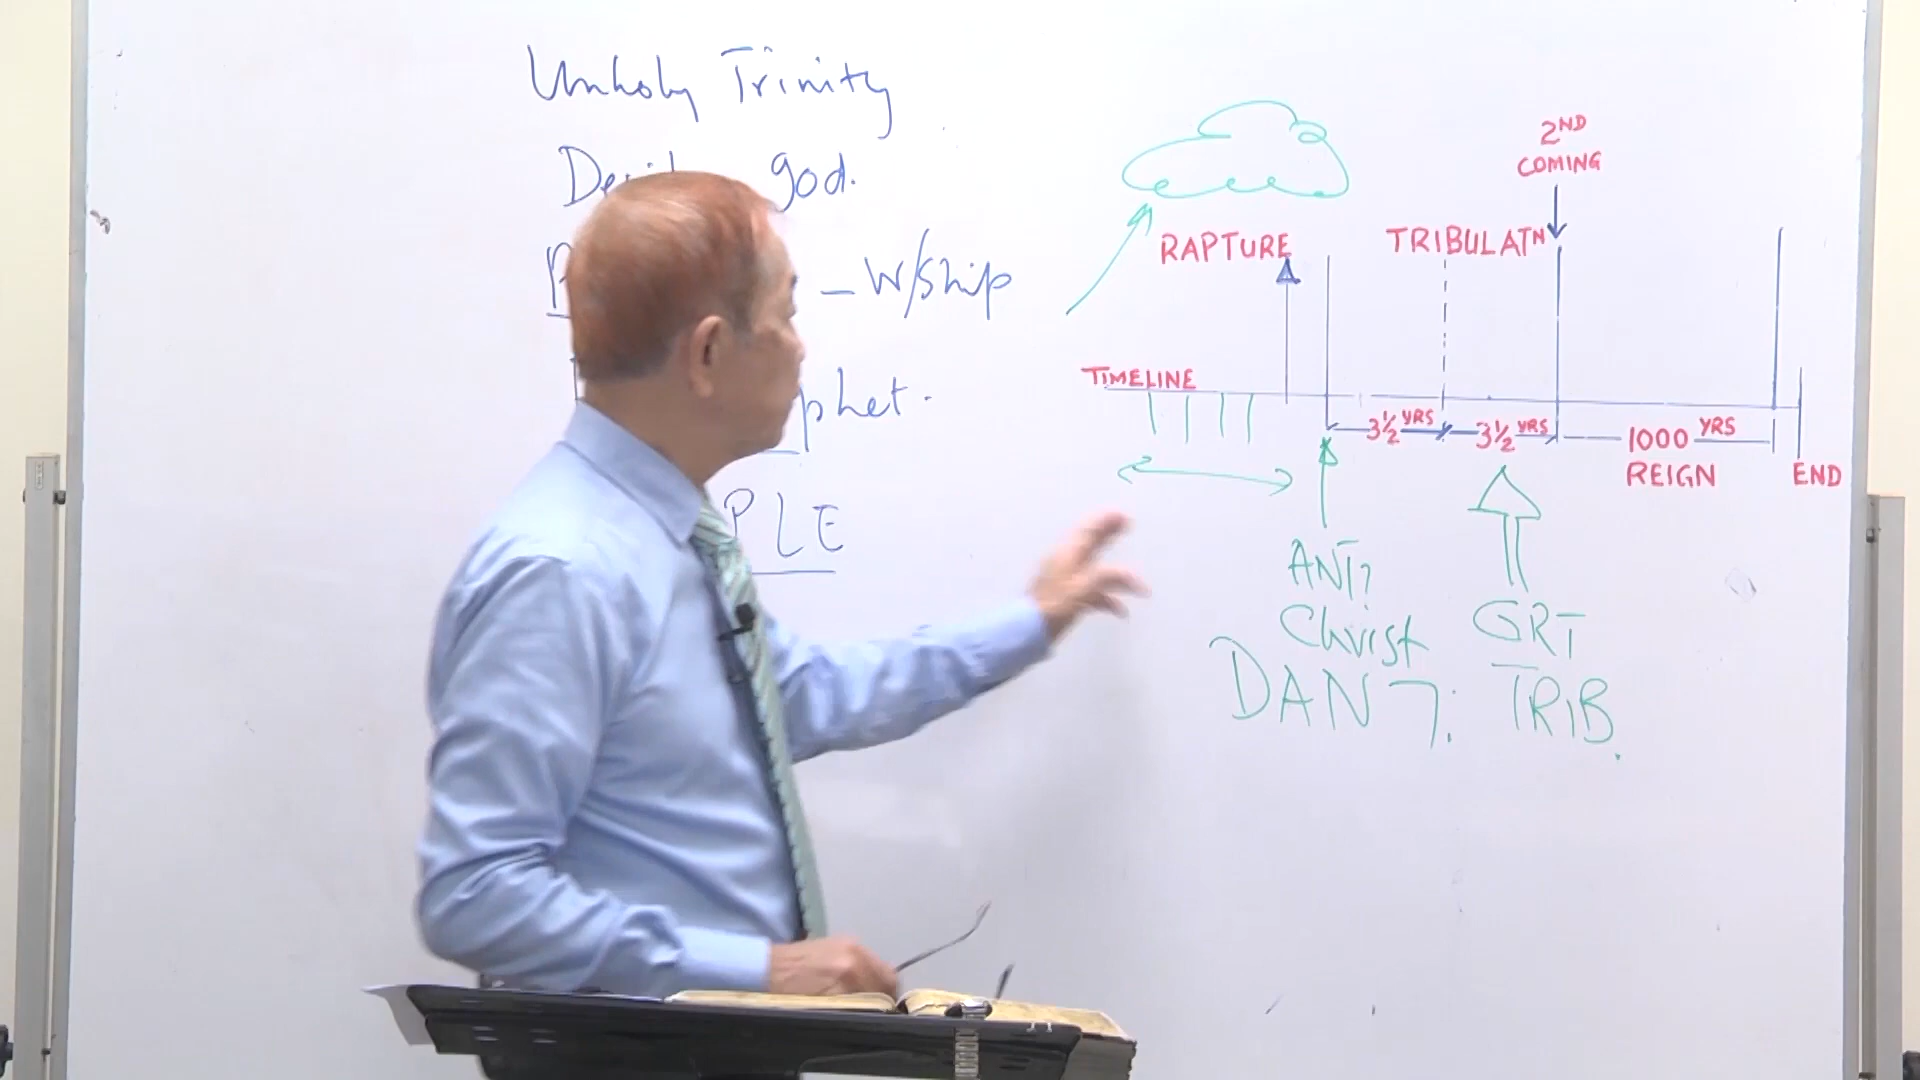 Unholy Trinity
god.
W/Ship
PLE
2ND
COMING
RAPTURE
TRIBULATN
TIMELINE
3½ YRS
3½ YRS
1000 YRS
REIGN
END
ANTi
Christ
DAN 7:
GRT
TRIB.